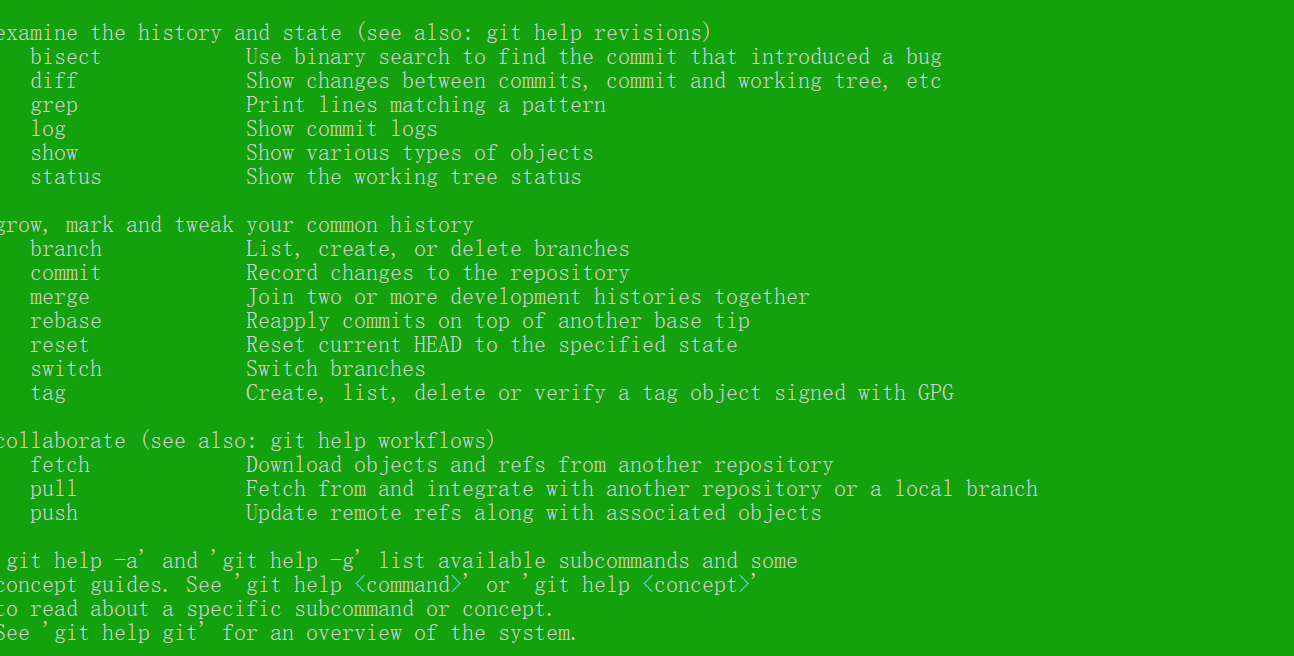 examine the history and state (see also: git help revisions)
bisect Use binary search to find the commit that introduced a bug
diff Show changes between commits, commit and working tree, etc
grep Print lines matching a pattern
log Show commit logs
show Show various types of objects
status Show the working tree status
grow, mark and tweak your common history
branch List, create, or delete branches
commit Record changes to the repository
merge Join two or more development histories together
rebase Reapply commits on top of another base tip
reset Reset current HEAD to the specified state
switch Switch branches
tag Create, list, delete or verify a tag object signed with GPG
collaborate (see also: git help workflows)
fetch Download objects and refs from another repository
pull Fetch from and integrate with another repository or a local branch
push Update remote refs along with associated objects
git help -a' and 'git help -g' list available subcommands and some
concept guides. See 'git help <command>' or 'git help <concept>'
to read about a specific subcommand or concept.
See 'git help git' for an overview of the system.